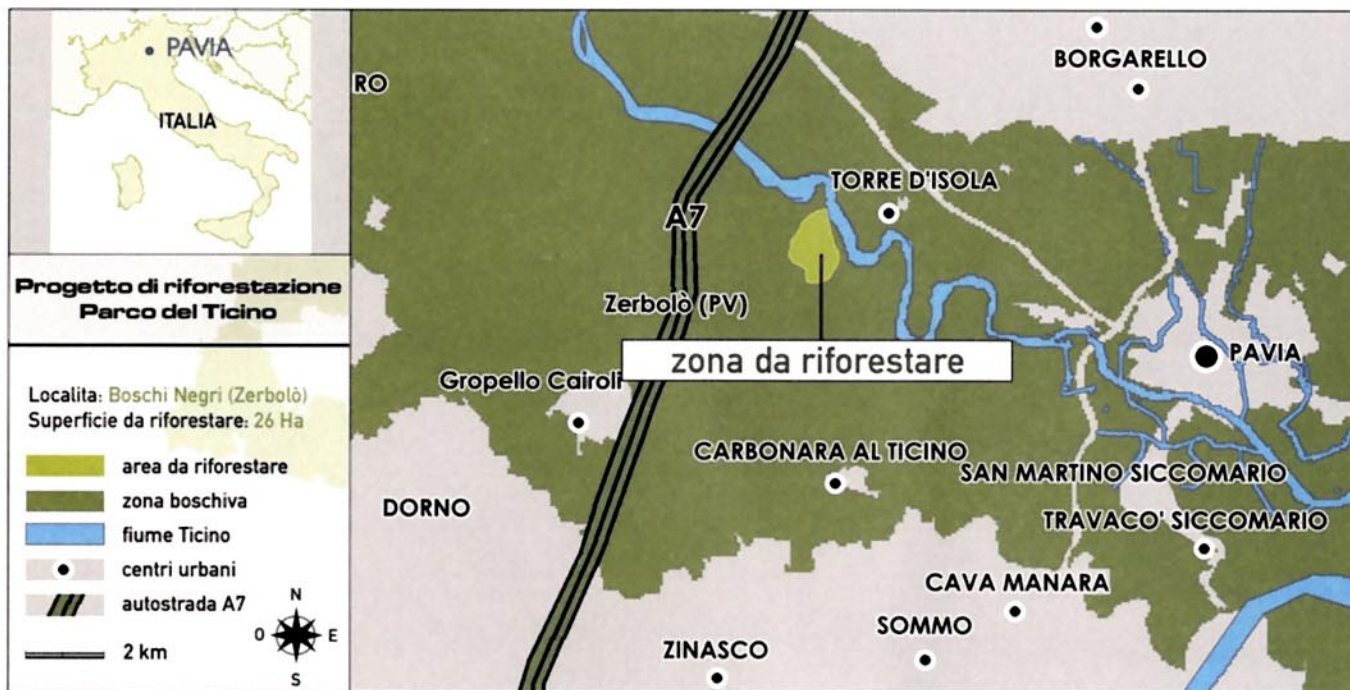 PAVIA
ITALIA
Progetto di riforestazione
Parco del Ticino
Localita: Boschi Negri (Zerbolò)
Superficie da riforestare: 26 Ha
area da riforestare
zona boschiva
fiume Ticino
centri urbani
autostrada A7
2 km
N
O E
S
RO
BORGARELLO
TORRE D'ISOLA
A7
Zerbolò (PV)
zona da riforestare
PAVIA
Gropello Cairoli
CARBONARA AL TICINO
SAN MARTINO SICCOMARIO
DORNO
TRAVACO' SICCOMARIO
CAVA MANARA
SOMMO
ZINASCO